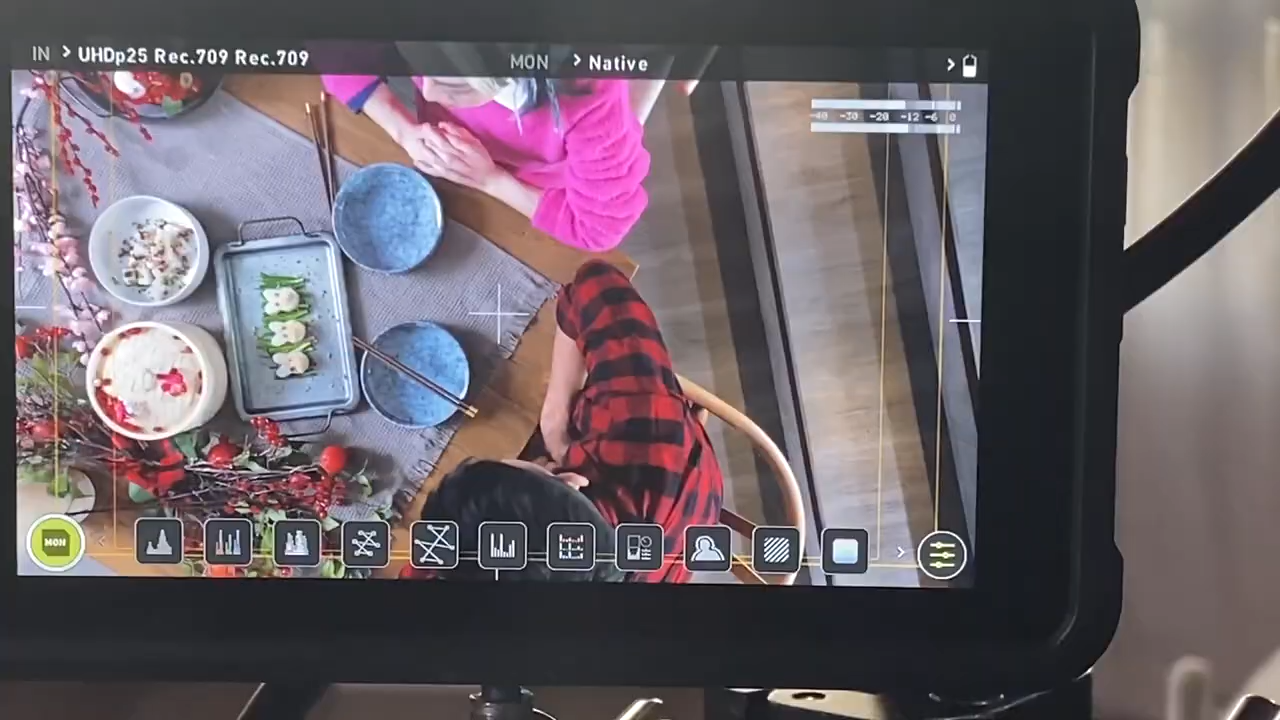 IN > UHDp25 Rec.709 Rec.709
MON > Native
>
-40 -30 -20 -12 -6 0
MON